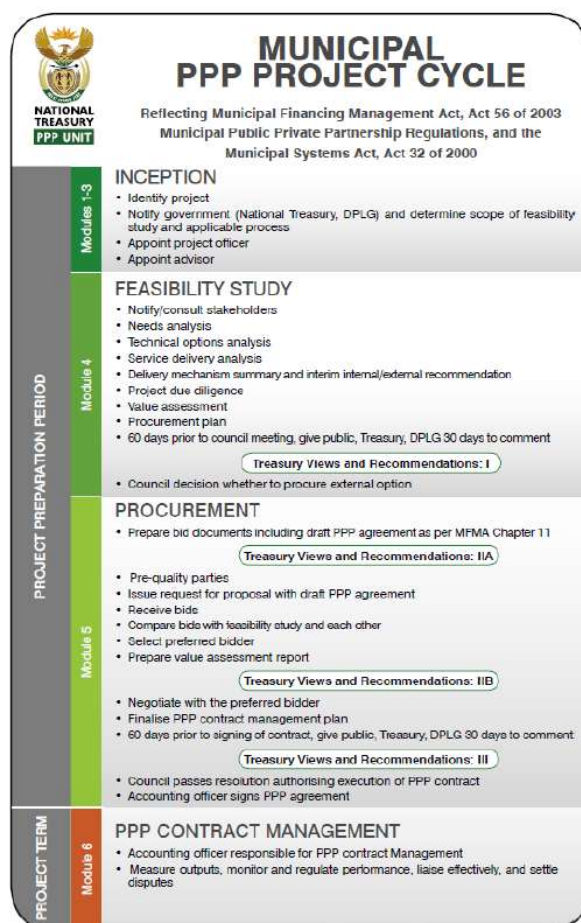 MUNICIPAL
PPP PROJECT CYCLE
NATIONAL
TREASURY
PPP UNIT
Reflecting Municipal Financing Management Act, Act 56 of 2003
Municipal Public Private Partnership Regulations, and the
Municipal Systems Act, Act 32 of 2000
PROJECT PREPARATION PERIOD
Modules 1-3
INCEPTION
• Identify project
• Notify government (National Treasury, DPLG) and determine scope of feasibility
study and applicable process
• Appoint project officer
• Appoint advisor
Module 4
FEASIBILITY STUDY
• Notify/consult stakeholders
• Needs analysis
• Technical options analysis
• Service delivery analysis
• Delivery mechanism summary and interim internal/external recommendation
• Project due diligence
• Value assessment
• Procurement plan
• 60 days prior to council meeting, give public, Treasury, DPLG 30 days to comment
Treasury Views and Recommendations: I
• Council decision whether to procure external option
Module 5
PROCUREMENT
• Prepare bid documents including draft PPP agreement as per MFMA Chapter 11
Treasury Views and Recommendations: IIA
• Pre-quality parties
• Issue request for proposal with draft PPP agreement
• Receive bids
• Compare bids with feasibility study and each other
• Select preferred bidder
• Prepare value assessment report
Treasury Views and Recommendations: IIB
• Negotiate with the preferred bidder
• Finalise PPP contract management plan
• 60 days prior to signing of contract, give public, Treasury, DPLG 30 days to comment
Treasury Views and Recommendations: III
• Council passes resolution authorising execution of PPP contract
• Accounting officer signs PPP agreement
PROJECT TERM
Module 6
PPP CONTRACT MANAGEMENT
• Accounting officer responsible for PPP contract Management
• Measure outputs, monitor and regulate performance, liaise effectively, and settle
disputes